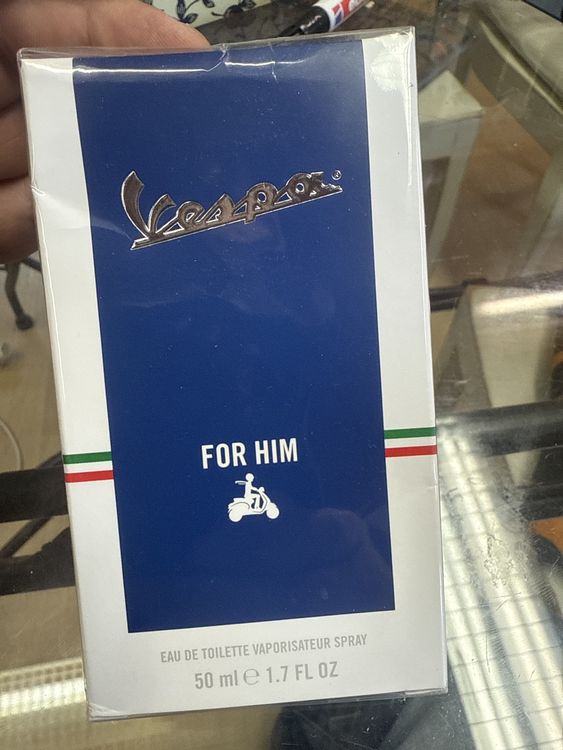 Vespa®
FOR HIM
EAU DE TOILETTE VAPORISATEUR SPRAY
50 ml ℮ 1.7 FL OZ